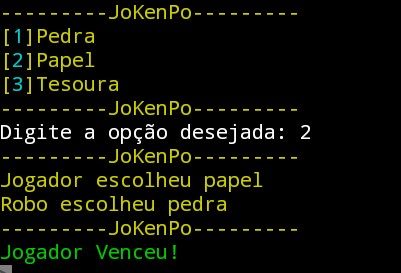 ---------JoKenPo---------
[1]Pedra
[2]Papel
[3]Tesoura
---------JoKenPo---------
Digite a opção desejada: 2
---------JoKenPo---------
Jogador escolheu papel
Robo escolheu pedra
---------JoKenPo---------
Jogador Venceu!